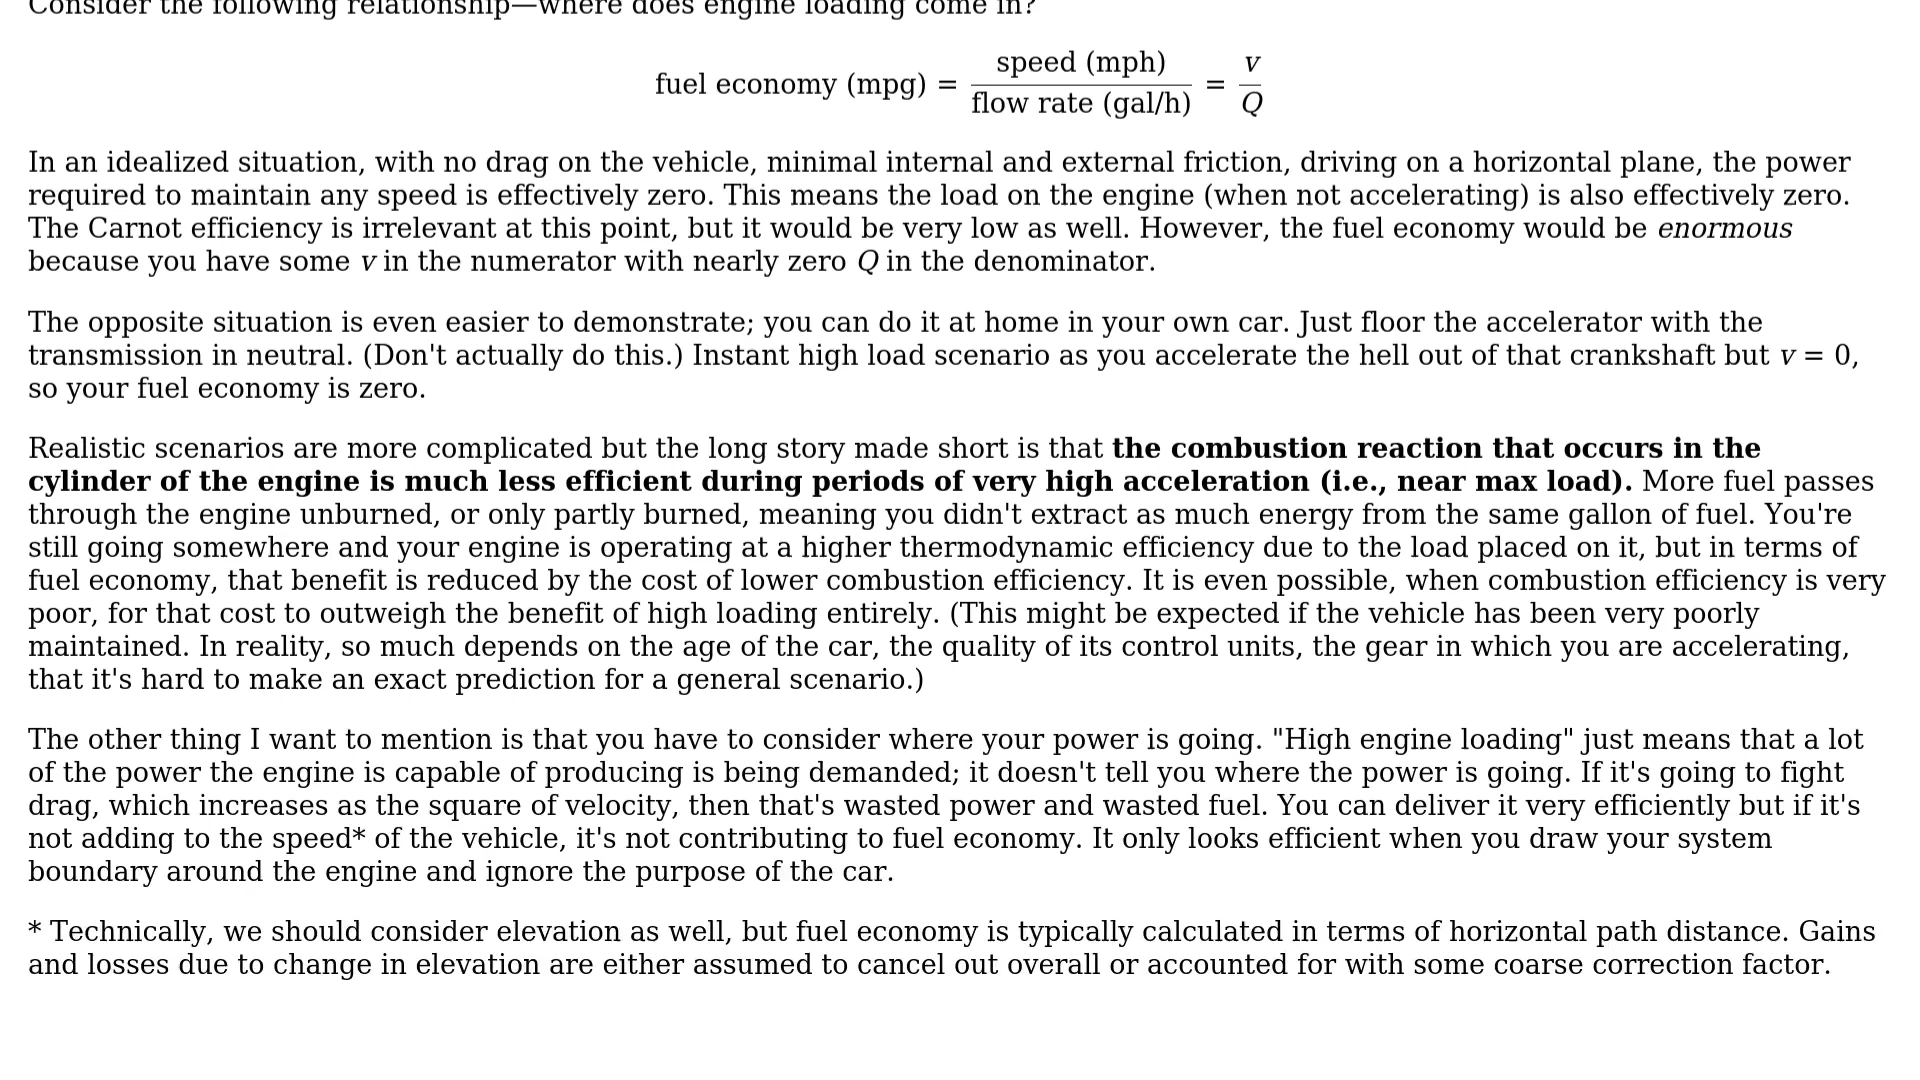 Consider the following relationship—where does engine loading come in?
fuel economy (mpg) = speed (mph) / flow rate (gal/h) = v / Q
In an idealized situation, with no drag on the vehicle, minimal internal and external friction, driving on a horizontal plane, the power
required to maintain any speed is effectively zero. This means the load on the engine (when not accelerating) is also effectively zero.
The Carnot efficiency is irrelevant at this point, but it would be very low as well. However, the fuel economy would be enormous
because you have some v in the numerator with nearly zero Q in the denominator.
The opposite situation is even easier to demonstrate; you can do it at home in your own car. Just floor the accelerator with the
transmission in neutral. (Don't actually do this.) Instant high load scenario as you accelerate the hell out of that crankshaft but v = 0,
so your fuel economy is zero.
Realistic scenarios are more complicated but the long story made short is that the combustion reaction that occurs in the
cylinder of the engine is much less efficient during periods of very high acceleration (i.e., near max load). More fuel passes
through the engine unburned, or only partly burned, meaning you didn't extract as much energy from the same gallon of fuel. You're
still going somewhere and your engine is operating at a higher thermodynamic efficiency due to the load placed on it, but in terms of
fuel economy, that benefit is reduced by the cost of lower combustion efficiency. It is even possible, when combustion efficiency is very
poor, for that cost to outweigh the benefit of high loading entirely. (This might be expected if the vehicle has been very poorly
maintained. In reality, so much depends on the age of the car, the quality of its control units, the gear in which you are accelerating,
that it's hard to make an exact prediction for a general scenario.)
The other thing I want to mention is that you have to consider where your power is going. "High engine loading" just means that a lot
of the power the engine is capable of producing is being demanded; it doesn't tell you where the power is going. If it's going to fight
drag, which increases as the square of velocity, then that's wasted power and wasted fuel. You can deliver it very efficiently but if it's
not adding to the speed* of the vehicle, it's not contributing to fuel economy. It only looks efficient when you draw your system
boundary around the engine and ignore the purpose of the car.
* Technically, we should consider elevation as well, but fuel economy is typically calculated in terms of horizontal path distance. Gains
and losses due to change in elevation are either assumed to cancel out overall or accounted for with some coarse correction factor.